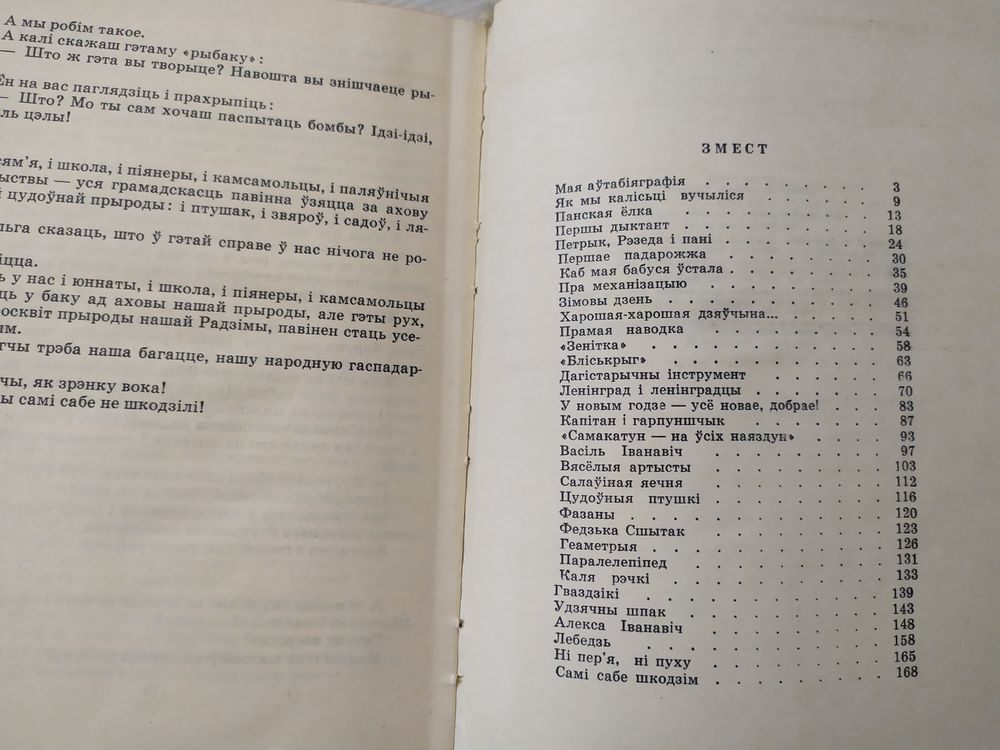 А мы робім такое.
А калі скажаш гэтаму «рыбаку»:
— Што ж гэта вы творыце? Навошта вы знішчаеце ры-
Ён на вас паглядзіць і прахрыпіць:
— Што? Мо ты сам хочаш паспытаць бомбы? Ідзі-ідзі,
ль цэлы!
сям'я, і школа, і піянеры, і камсамольцы, і паляўнічыя
ыствы — уся грамадскасць павінна ўзяцца за ахову
й цудоўнай прыроды: і птушак, і звяроў, і садоў, і ля-
льга сказаць, што ў гэтай справе ў нас нічога не ро-
іцца.
ь у нас і юннаты, і школа, і піянеры, і камсамольцы
ць у баку ад аховы нашай прыроды, але гэты рух,
росквіт прыроды нашай Радзімы, павінен стаць усе-
ым.
гчы трэба наша багацце, нашу народную гаспадар-
чы, як зрэнку вока!
ы самі сабе не шкодзілі!
ЗМЕСТ
Мая аўтабіяграфія . . . . . . . . 3
Як мы калісьці вучыліся . . . . . . 9
Панская ёлка . . . . . . . . . 13
Першы дыктант . . . . . . . . 18
Петрык, Рэзеда і пані . . . . . . . 24
Першае падарожжа . . . . . . . 30
Каб мая бабуся ўстала . . . . . . . 35
Пра механізацыю . . . . . . . . 39
Зімовы дзень . . . . . . . . . 46
Харошая-харошая дзяўчына... . . . . . 51
Прамая наводка . . . . . . . . 54
«Зенітка» . . . . . . . . . . 58
«Бліськрыг» . . . . . . . . . 63
Дагістарычны інструмент . . . . . . 66
Ленінград і ленінградцы . . . . . . 70
У новым годзе — усё новае, добрае! . . . 83
Капітан і гарпуншчык . . . . . . . 87
«Самакатун — на ўсіх наяздун» . . . . 93
Васіль Іванавіч . . . . . . . . 97
Вясёлыя артысты . . . . . . . . 103
Салаўіная яечня . . . . . . . . 112
Цудоўныя птушкі . . . . . . . . 116
Фазаны . . . . . . . . . . . 120
Федзька Сшытак . . . . . . . . 123
Геаметрыя . . . . . . . . . . 126
Паралелепіпед . . . . . . . . . 131
Каля рэчкі . . . . . . . . . 133
Гваздзікі . . . . . . . . . . 139
Удзячны шпак . . . . . . . . . 143
Алекса Іванавіч . . . . . . . . 148
Лебедзь . . . . . . . . . . 158
Ні пер'я, ні пуху . . . . . . . . 165
Самі сабе шкодзім . . . . . . . . 168